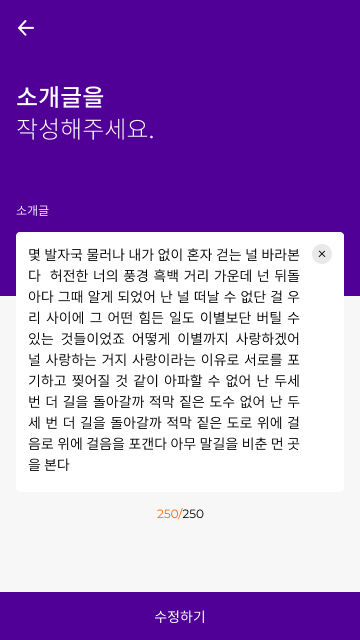 소개글을
작성해주세요.
소개글
몇 발자국 물러나 내가 없이 혼자 걷는 널 바라본
다 허전한 너의 풍경 흑백 거리 가운데 넌 뒤돌
아다 그때 알게 되었어 난 널 떠날 수 없단 걸 우
리 사이에 그 어떤 힘든 일도 이별보단 버틸 수
있는 것들이었죠 어떻게 이별까지 사랑하겠어
널 사랑하는 거지 사랑이라는 이유로 서로를 포
기하고 찢어질 것 같이 아파할 수 없어 난 두세
번 더 길을 돌아갈까 적막 짙은 도수 없어 난 두
세 번 더 길을 돌아갈까 적막 짙은 도로 위에 걸
음로 위에 걸음을 포갠다 아무 말길을 비춘 먼 곳
을 본다
250/250
수정하기